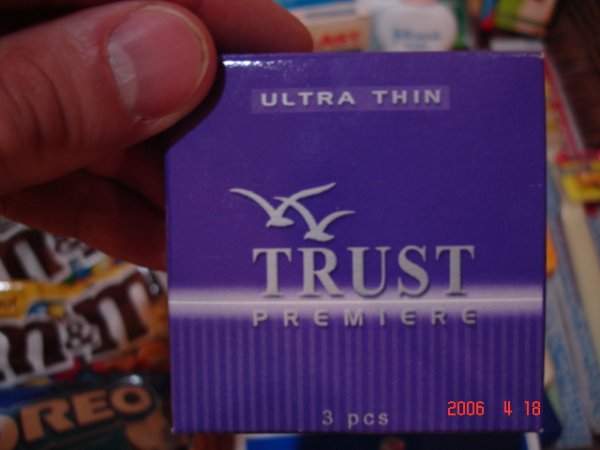 ULTRA THIN
TRUST
PREMIERE
3 pcs
2006 4 18
m&m
OREO